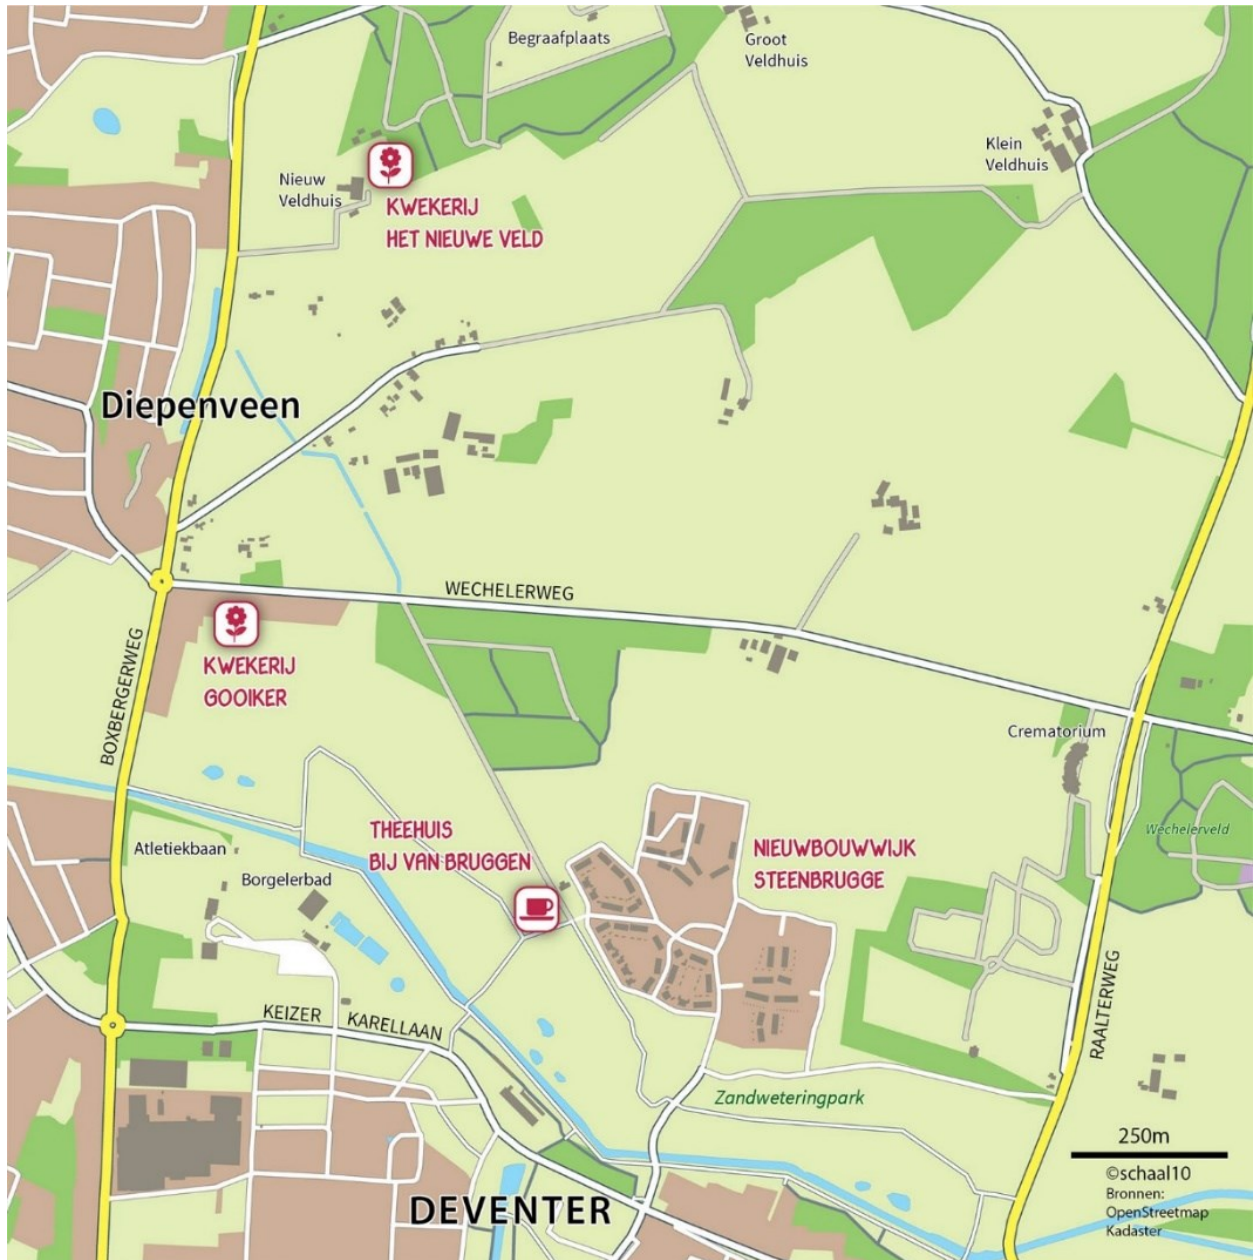 Begraafplaats
Groot
Veldhuis
Klein
Veldhuis
Nieuw
Veldhuis
KWEKERIJ
HET NIEUWE VELD
Diepenveen
WECHELERWEG
KWEKERIJ
GOOIKER
BOXBERGERWEG
Crematorium
Wechelerveld
THEEHUIS
BIJ VAN BRUGGEN
NIEUWBOUWWIJK
STEENBRUGGE
Atletiekbaan
Borgelerbad
KEIZER KARELLAAN
RAALTERWEG
Zandweteringpark
DEVENTER
250m
©schaal10
Bronnen:
OpenStreetmap
Kadaster